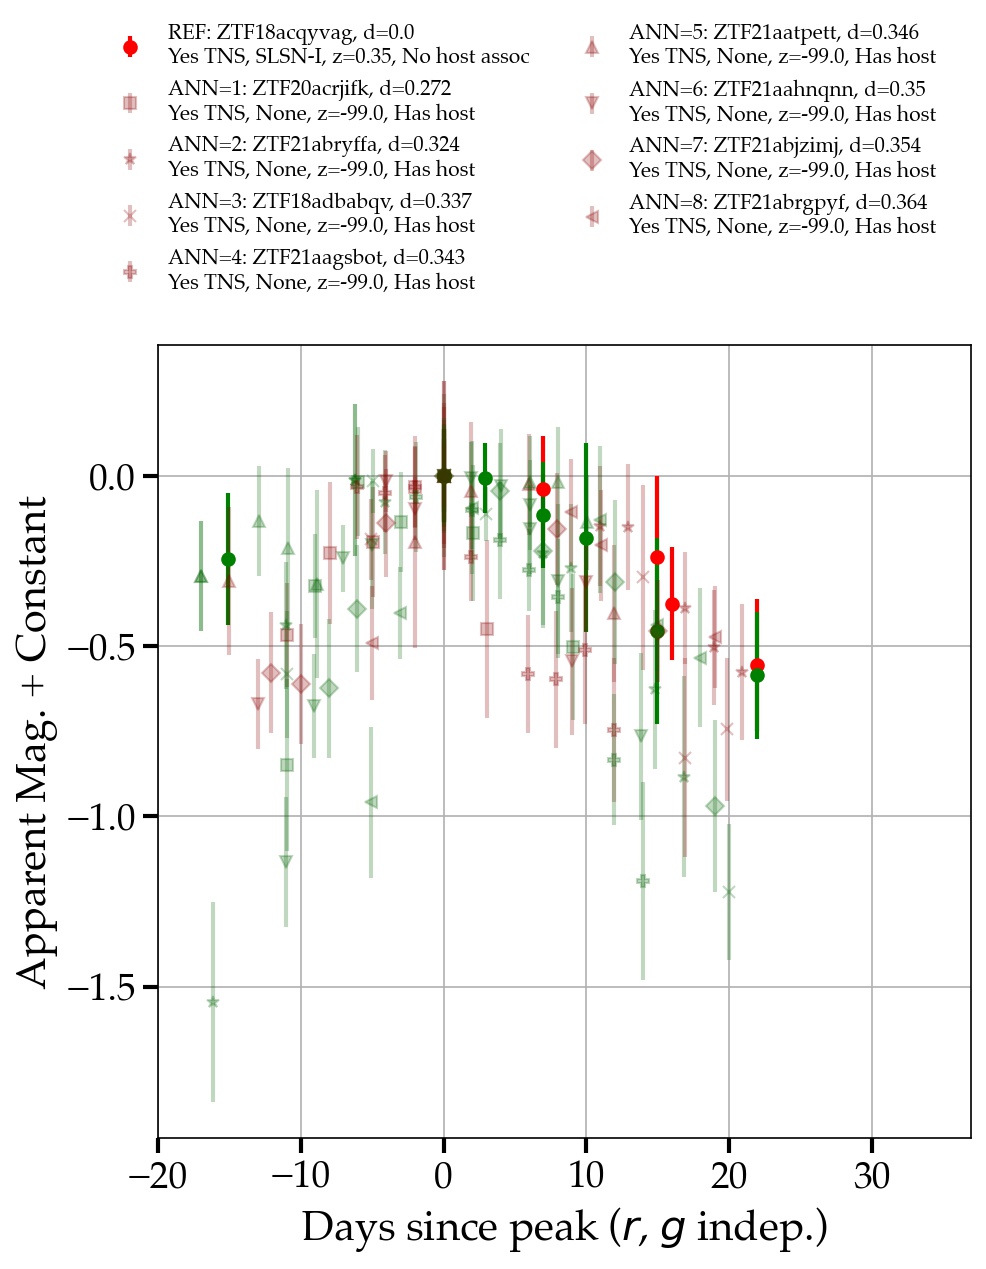 REF: ZTF18acqyvag, d=0.0
Yes TNS, SLSN-I, z=0.35, No host assoc
ANN=1: ZTF20acrjifk, d=0.272
Yes TNS, None, z=-99.0, Has host
ANN=2: ZTF21abryffa, d=0.324
Yes TNS, None, z=-99.0, Has host
ANN=3: ZTF18adbabqv, d=0.337
Yes TNS, None, z=-99.0, Has host
ANN=4: ZTF21aagsbot, d=0.343
Yes TNS, None, z=-99.0, Has host
ANN=5: ZTF21aatpett, d=0.346
Yes TNS, None, z=-99.0, Has host
ANN=6: ZTF21aahnqnn, d=0.35
Yes TNS, None, z=-99.0, Has host
ANN=7: ZTF21abjzimj, d=0.354
Yes TNS, None, z=-99.0, Has host
ANN=8: ZTF21abrgpyf, d=0.364
Yes TNS, None, z=-99.0, Has host
Apparent Mag. + Constant
0.0
−0.5
−1.0
−1.5
−20 −10 0 10 20 30
Days since peak (r, g indep.)